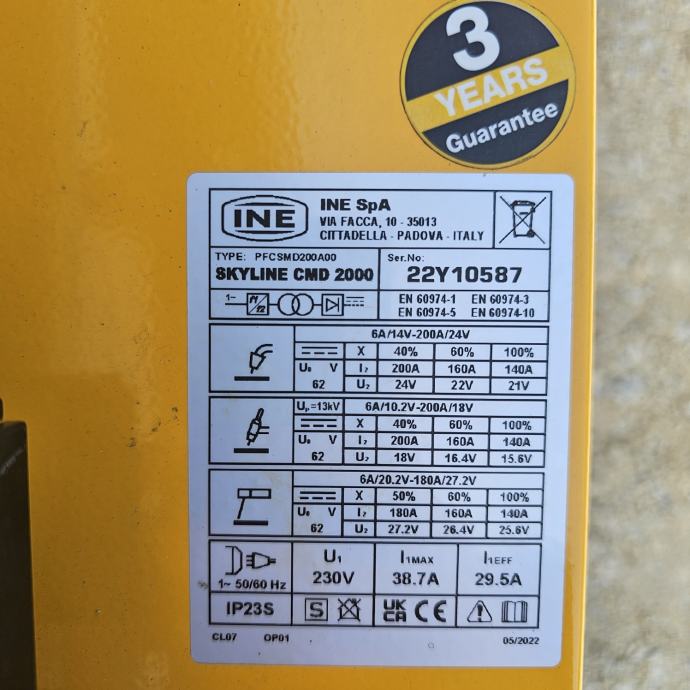 3
YEARS
Guarantee
INE
INE SpA
VIA FACCA, 10 - 35013
CITTADELLA - PADOVA - ITALY
TYPE: PFCSMD200A00
SKYLINE CMD 2000
Ser.No:
22Y10587
1~ f1 f2
EN 60974-1 EN 60974-3
EN 60974-5 EN 60974-10
6A/14V-200A/24V
X 40% 60% 100%
U₀ V I₂ 200A 160A 140A
62 U₂ 24V 22V 21V
Uₚ=13kV 6A/10.2V-200A/18V
X 40% 60% 100%
U₀ V I₂ 200A 160A 140A
62 U₂ 18V 16.4V 15.6V
6A/20.2V-180A/27.2V
X 50% 60% 100%
U₀ V I₂ 180A 160A 140A
62 U₂ 27.2V 26.4V 25.6V
1~ 50/60 Hz
U₁
230V
I1MAX
38.7A
I1EFF
29.5A
IP23S S UK CA CE
CL07 OP01 05/2022